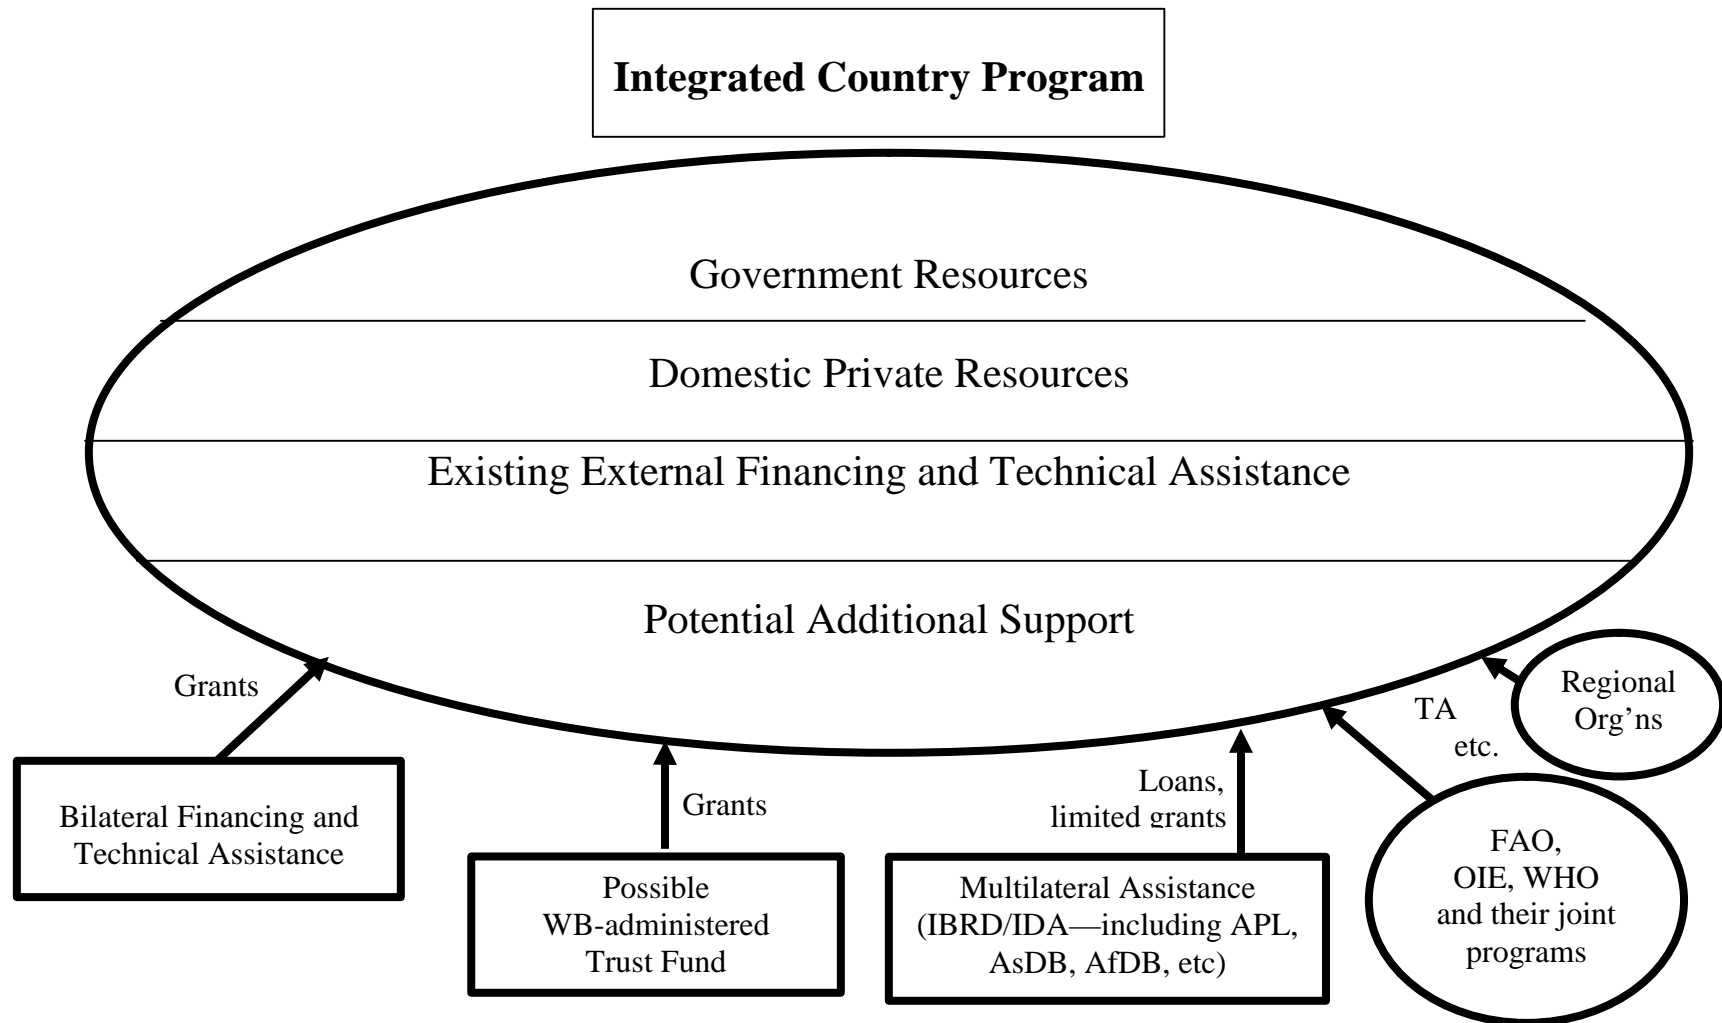 Integrated Country Program
Government Resources
Domestic Private Resources
Existing External Financing and Technical Assistance
Potential Additional Support
Grants
Bilateral Financing and
Technical Assistance
Grants
Possible
WB-administered
Trust Fund
Loans,
limited grants
Multilateral Assistance
(IBRD/IDA—including APL,
AsDB, AfDB, etc)
TA
etc.
Regional
Org’ns
FAO,
OIE, WHO
and their joint
programs